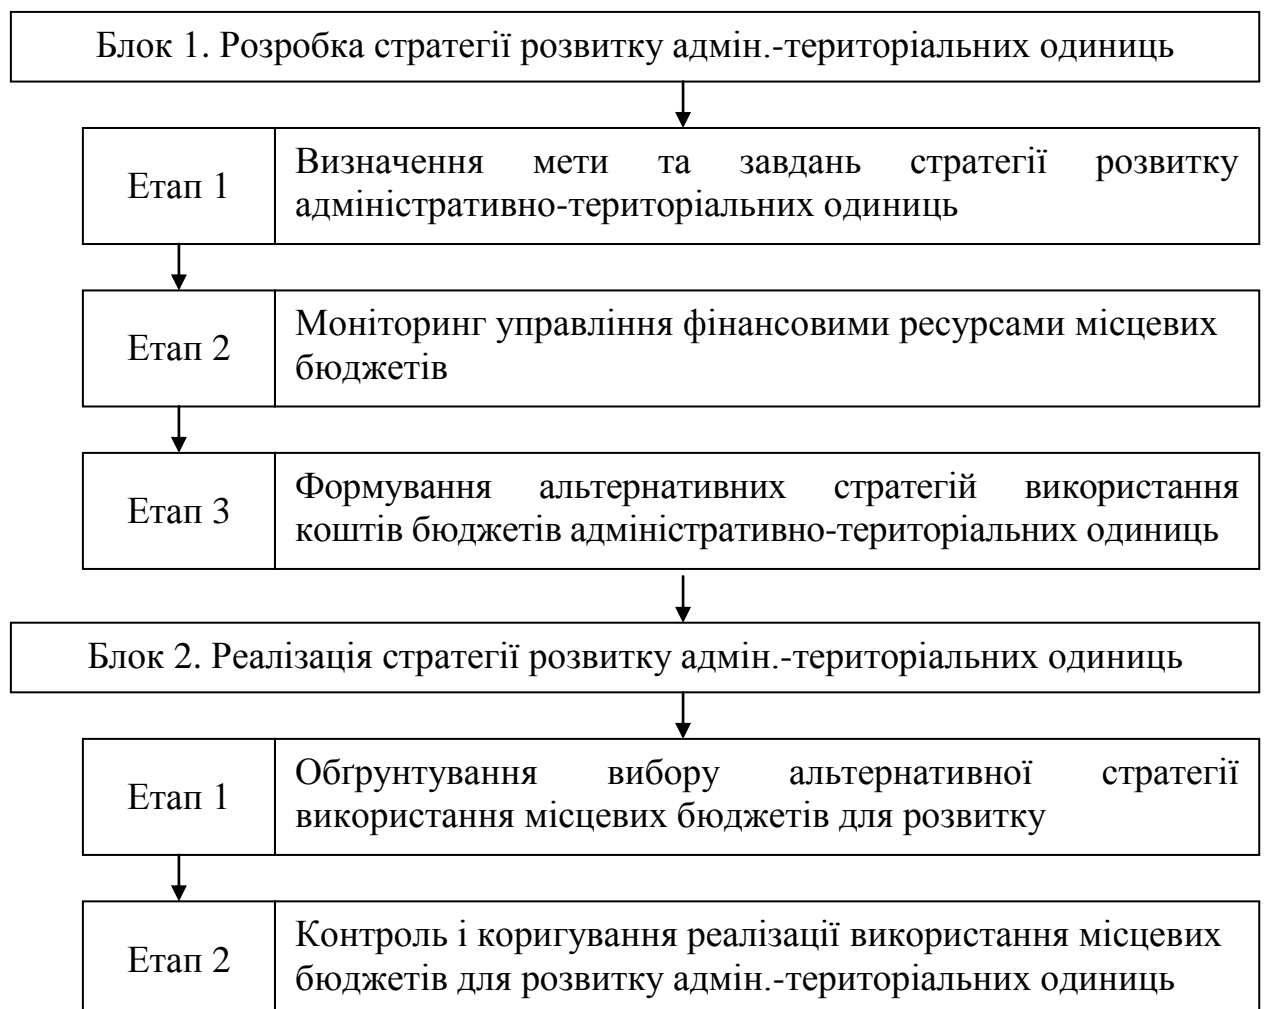 Блок 1. Розробка стратегії розвитку адмін.-територіальних одиниць
Етап 1
Визначення мети та завдань стратегії розвитку
адміністративно-територіальних одиниць
Етап 2
Моніторинг управління фінансовими ресурсами місцевих
бюджетів
Етап 3
Формування альтернативних стратегій використання
коштів бюджетів адміністративно-територіальних одиниць
Блок 2. Реалізація стратегії розвитку адмін.-територіальних одиниць
Етап 1
Обґрунтування вибору альтернативної стратегії
використання місцевих бюджетів для розвитку
Етап 2
Контроль і коригування реалізації використання місцевих
бюджетів для розвитку адмін.-територіальних одиниць